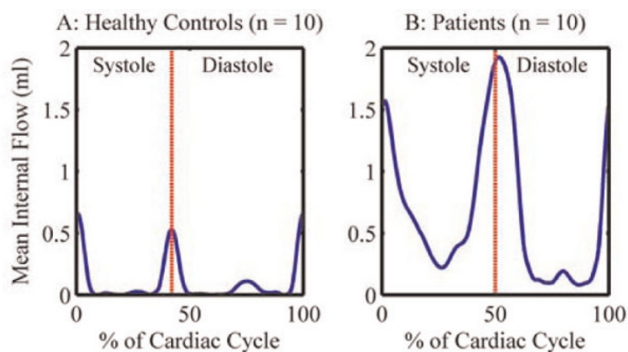 A: Healthy Controls (n = 10)
B: Patients (n = 10)
2
1.5
1
0.5
0
Mean Internal Flow (ml)
Systole
Diastole
0
50
100
% of Cardiac Cycle
2
1.5
1
0.5
0
Systole
Diastole
0
50
100
% of Cardiac Cycle